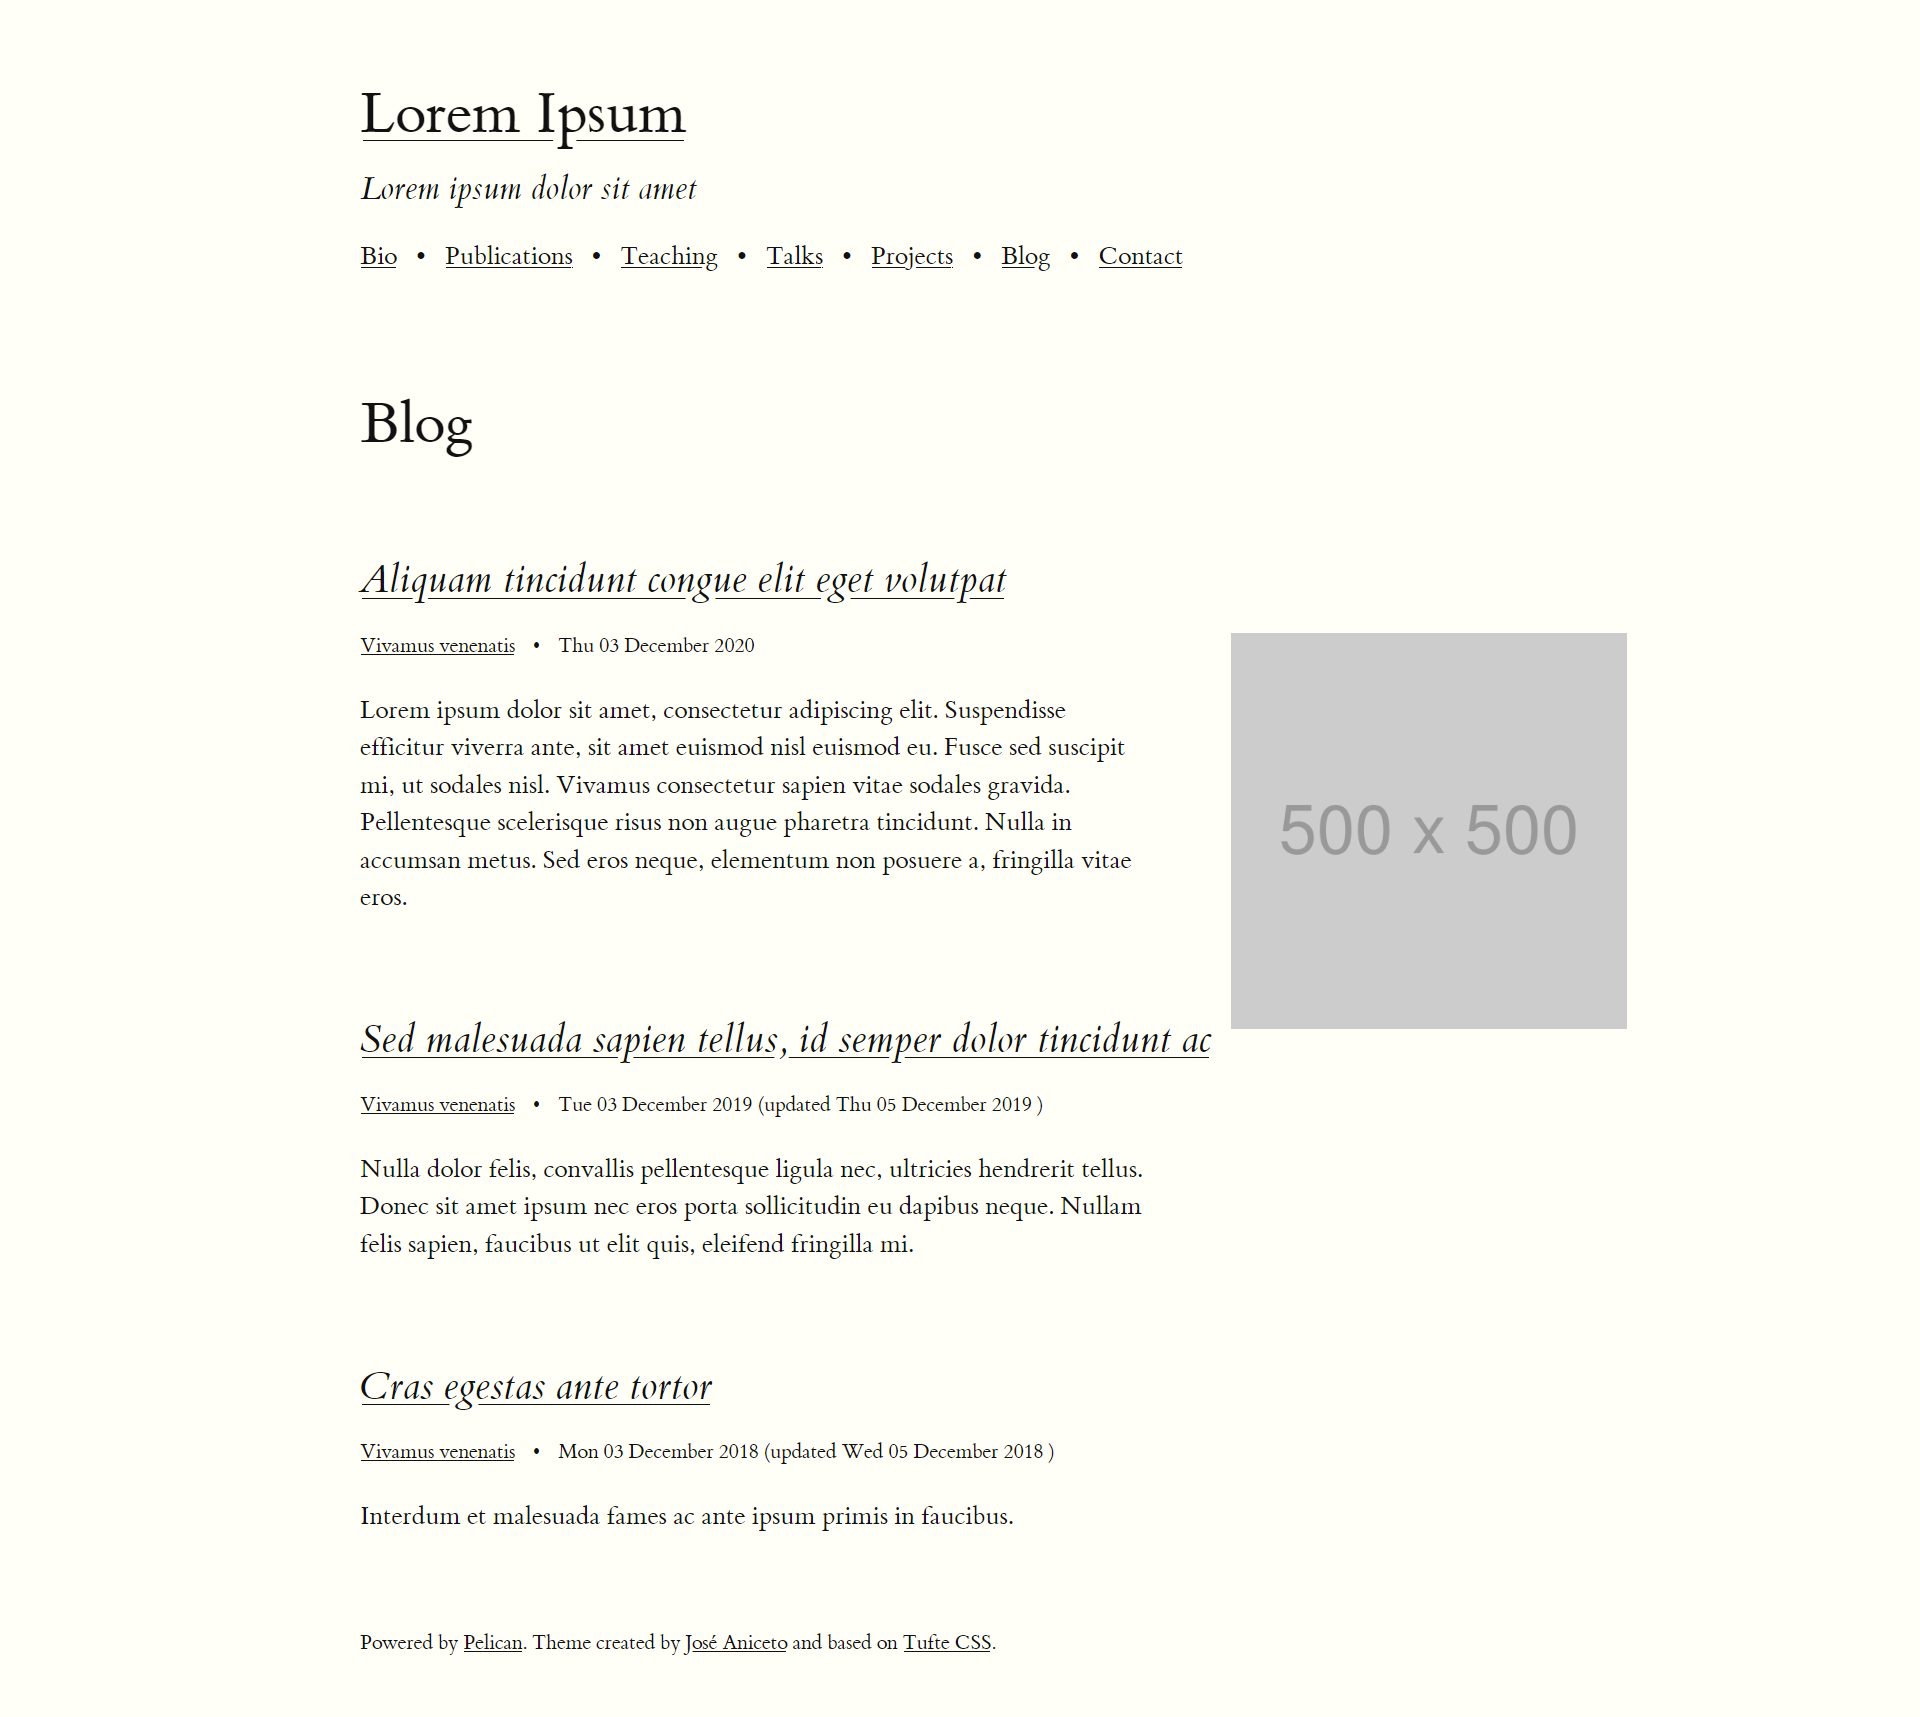 Lorem Ipsum
Lorem ipsum dolor sit amet
Bio • Publications • Teaching • Talks • Projects • Blog • Contact
Blog
Aliquam tincidunt congue elit eget volutpat
Vivamus venenatis • Thu 03 December 2020
Lorem ipsum dolor sit amet, consectetur adipiscing elit. Suspendisse
efficitur viverra ante, sit amet euismod nisl euismod eu. Fusce sed suscipit
mi, ut sodales nisl. Vivamus consectetur sapien vitae sodales gravida.
Pellentesque scelerisque risus non augue pharetra tincidunt. Nulla in
accumsan metus. Sed eros neque, elementum non posuere a, fringilla vitae
eros.
500 x 500
Sed malesuada sapien tellus, id semper dolor tincidunt ac
Vivamus venenatis • Tue 03 December 2019 (updated Thu 05 December 2019 )
Nulla dolor felis, convallis pellentesque ligula nec, ultricies hendrerit tellus.
Donec sit amet ipsum nec eros porta sollicitudin eu dapibus neque. Nullam
felis sapien, faucibus ut elit quis, eleifend fringilla mi.
Cras egestas ante tortor
Vivamus venenatis • Mon 03 December 2018 (updated Wed 05 December 2018 )
Interdum et malesuada fames ac ante ipsum primis in faucibus.
Powered by Pelican. Theme created by José Aniceto and based on Tufte CSS.